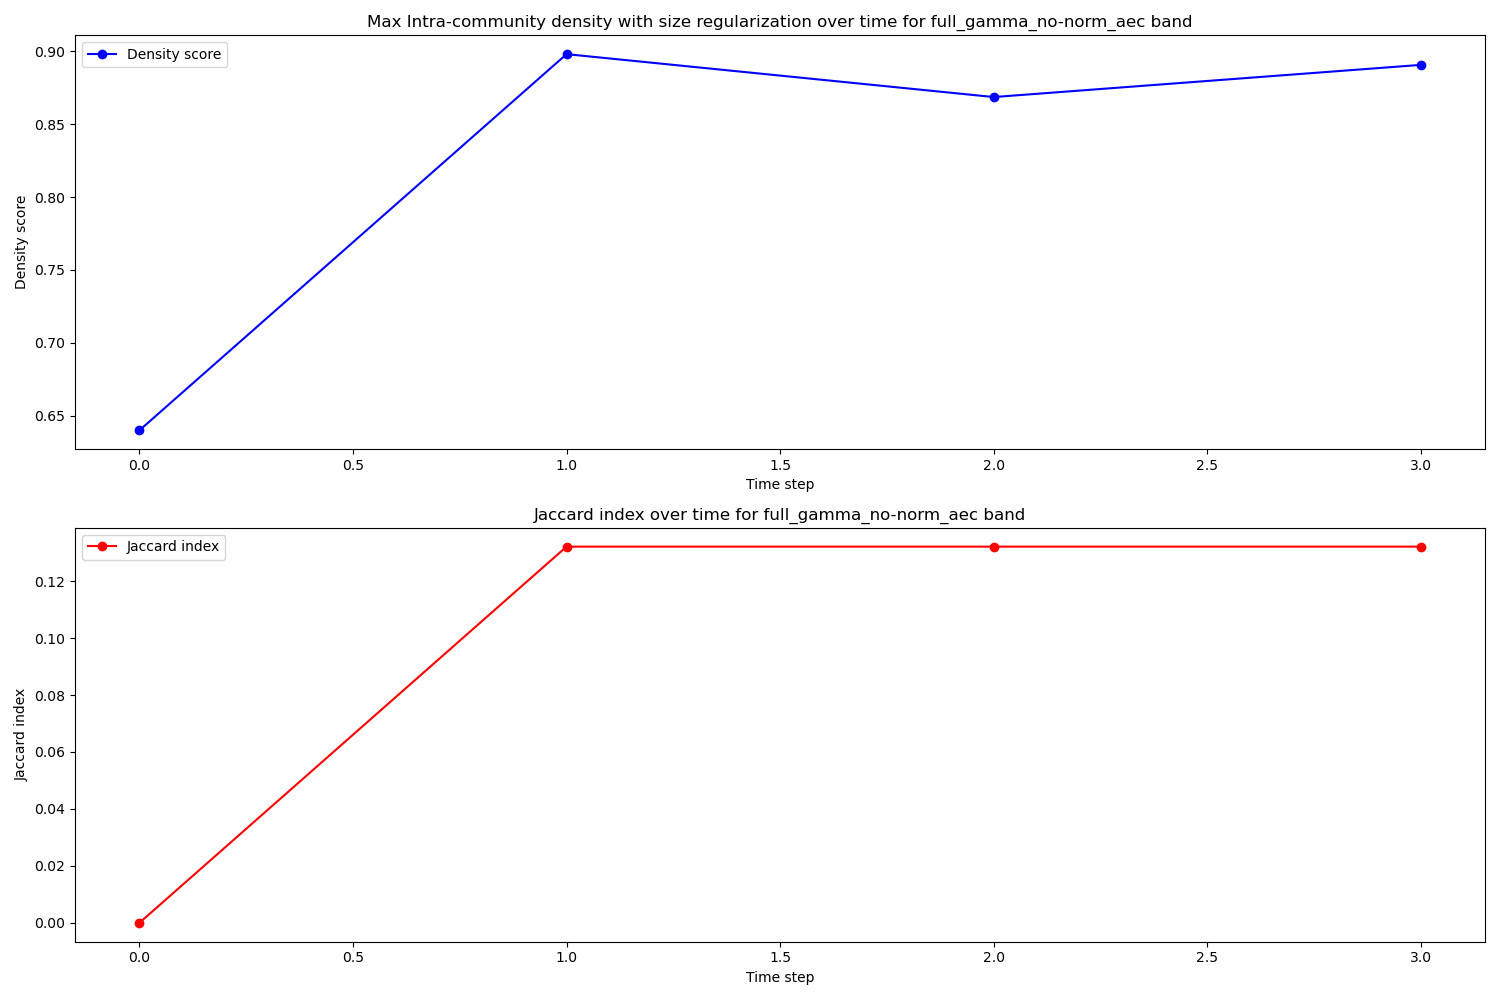 Max Intra-community density with size regularization over time for full_gamma_no-norm_aec band
Density score
0.90
0.85
0.80
0.75
0.70
0.65
Density score
0.0 0.5 1.0 1.5 2.0 2.5 3.0
Time step
Jaccard index over time for full_gamma_no-norm_aec band
Jaccard index
0.12
0.10
0.08
0.06
0.04
0.02
0.00
Jaccard index
0.0 0.5 1.0 1.5 2.0 2.5 3.0
Time step